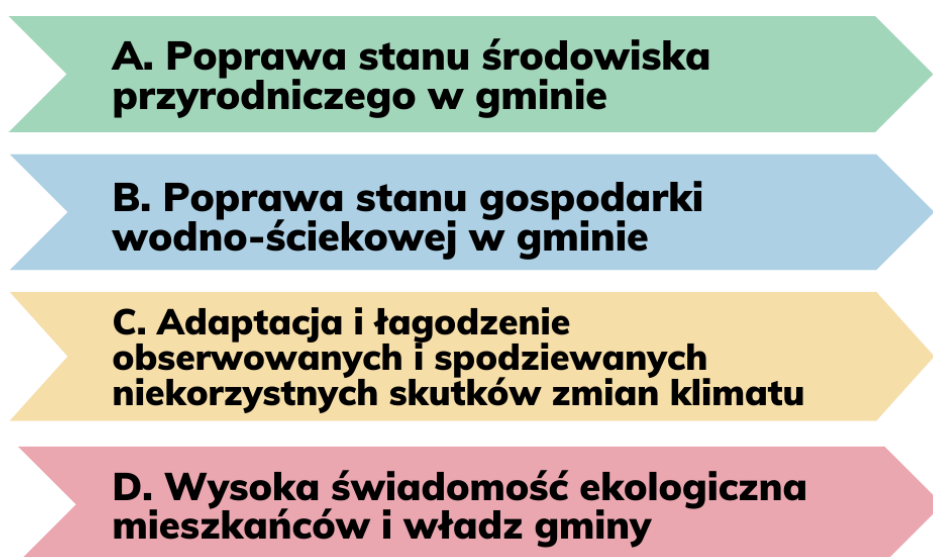 A. Poprawa stanu środowiska
przyrodniczego w gminie
B. Poprawa stanu gospodarki
wodno-ściekowej w gminie
C. Adaptacja i łagodzenie
obserwowanych i spodziewanych
niekorzystnych skutków zmian klimatu
D. Wysoka świadomość ekologiczna
mieszkańców i władz gminy